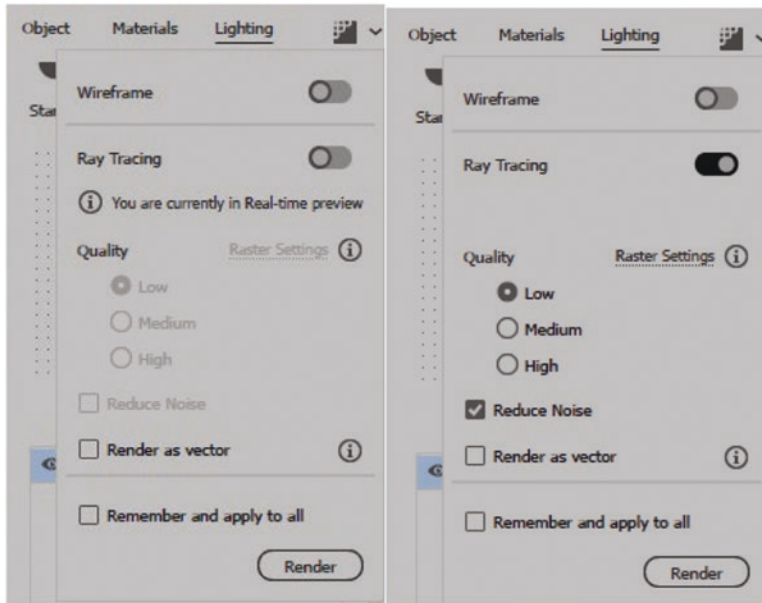 Object Materials Lighting
Star
Wireframe
Ray Tracing
You are currently in Real-time preview
Quality Raster Settings
Low
Medium
High
Reduce Noise
Render as vector
Remember and apply to all
Render
Object Materials Lighting
Star
Wireframe
Ray Tracing
Quality Raster Settings
Low
Medium
High
Reduce Noise
Render as vector
Remember and apply to all
Render